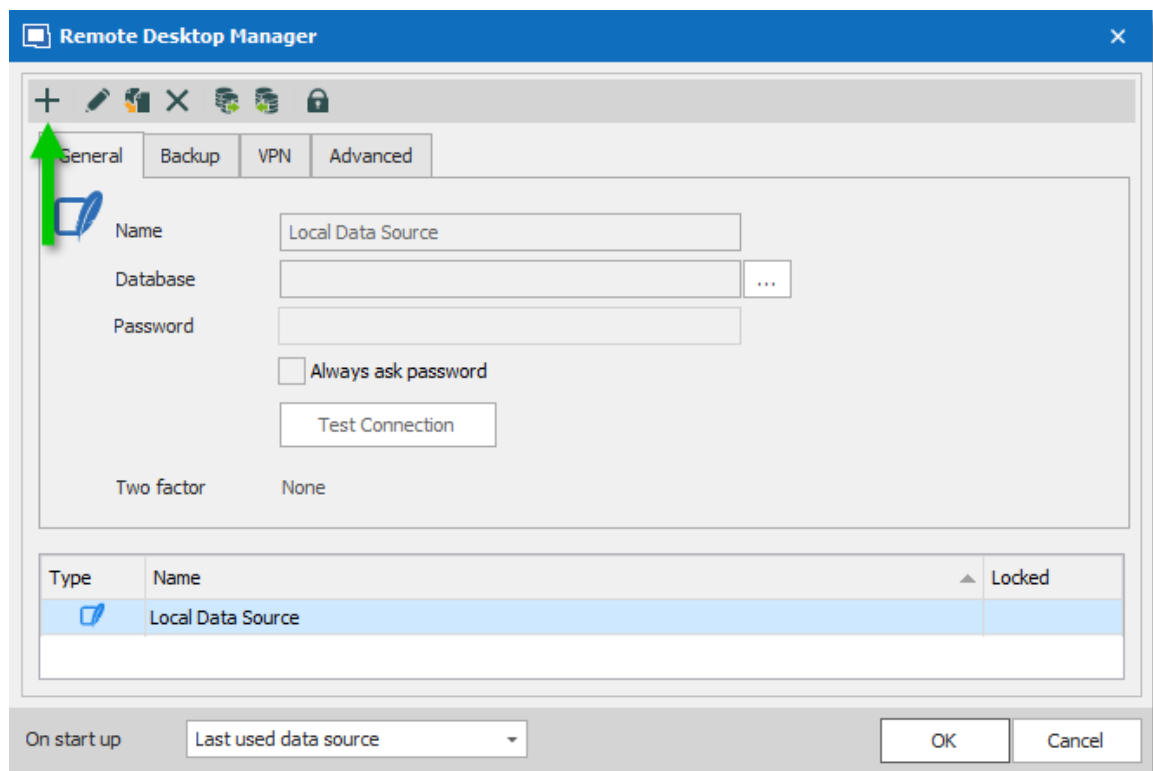 Remote Desktop Manager
General Backup VPN Advanced
Name Local Data Source
Database ...
Password
Always ask password
Test Connection
Two factor None
Type Name Locked
Local Data Source
On start up Last used data source OK Cancel